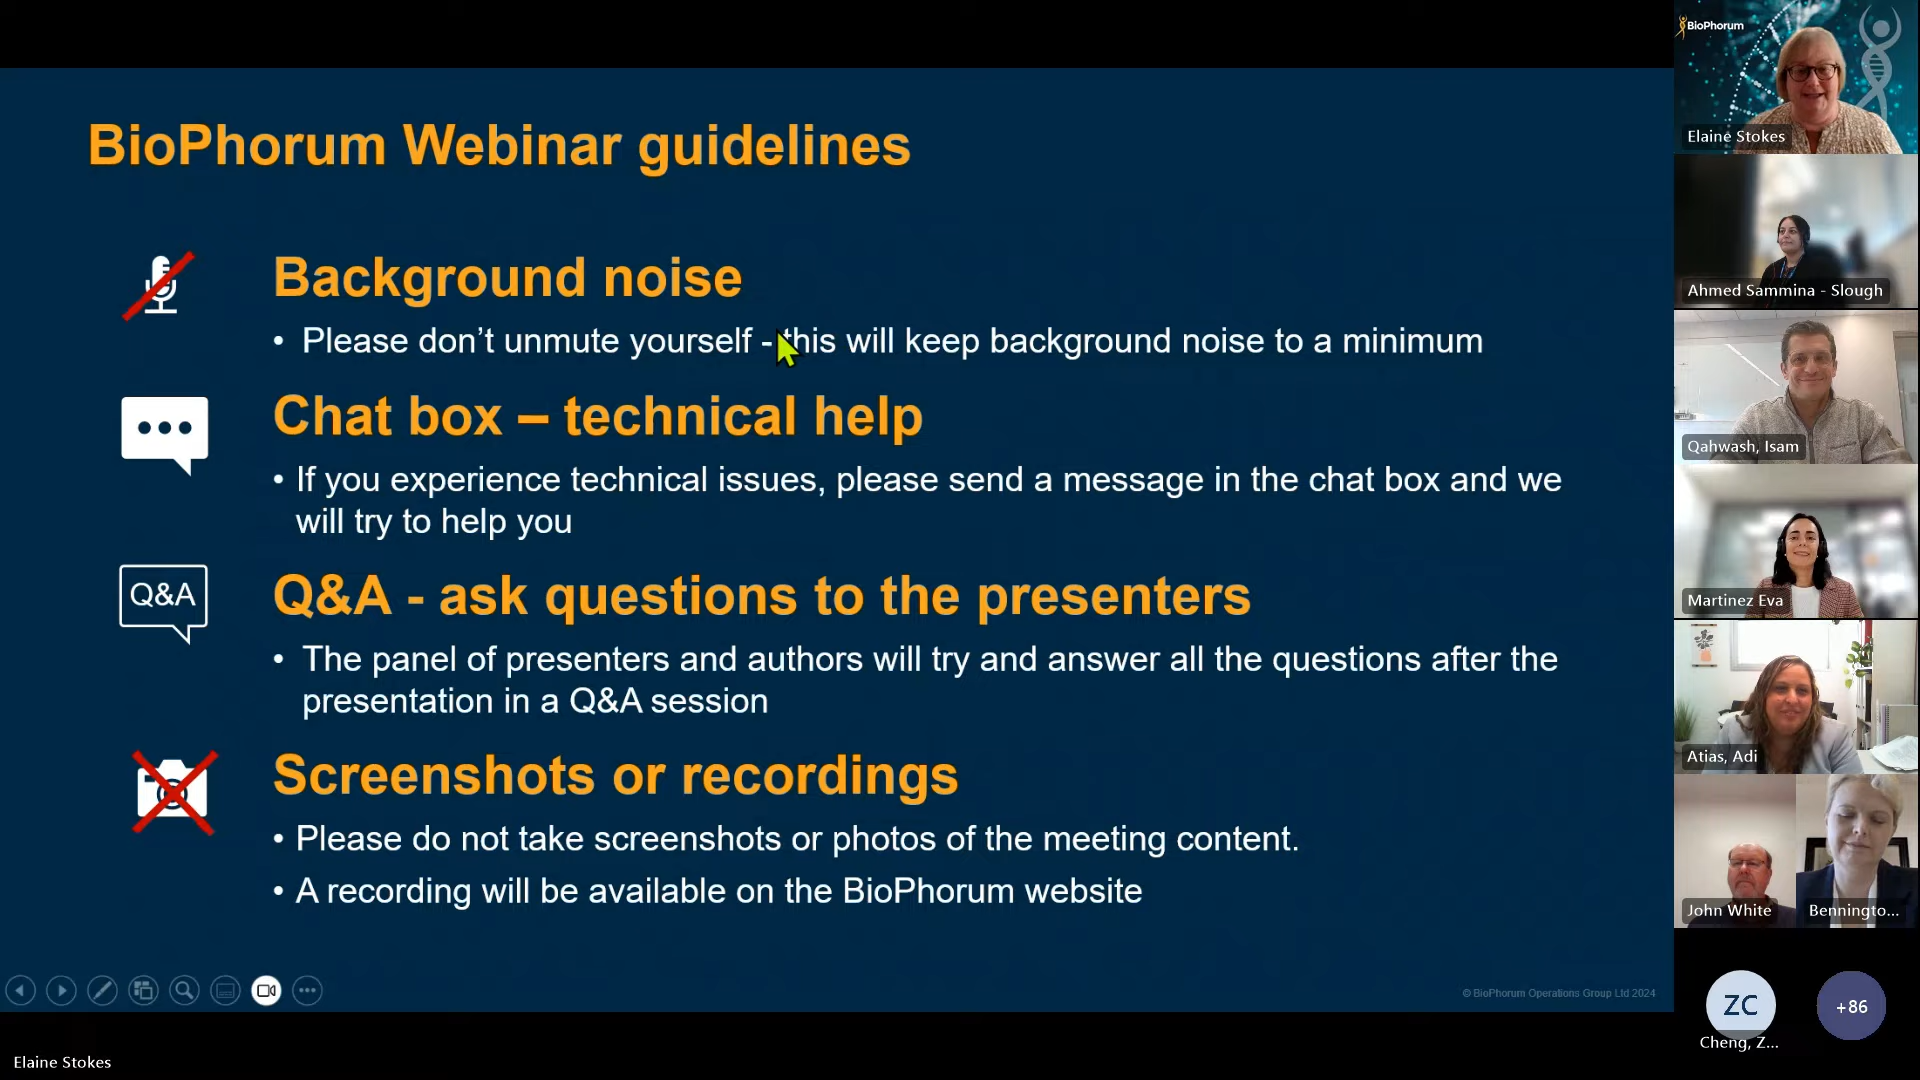 BioPhorum Webinar guidelines
Background noise
• Please don’t unmute yourself - this will keep background noise to a minimum
Chat box – technical help
• If you experience technical issues, please send a message in the chat box and we
will try to help you
Q&A
Q&A - ask questions to the presenters
• The panel of presenters and authors will try and answer all the questions after the
presentation in a Q&A session
Screenshots or recordings
• Please do not take screenshots or photos of the meeting content.
• A recording will be available on the BioPhorum website
© BioPhorum Operations Group Ltd 2024
Elaine Stokes
BioPhorum
Elaine Stokes
Ahmed Sammina - Slough
Qahwash, Isam
Martinez Eva
Atias, Adi
John White
Benningto...
ZC
Cheng, Z...
+86